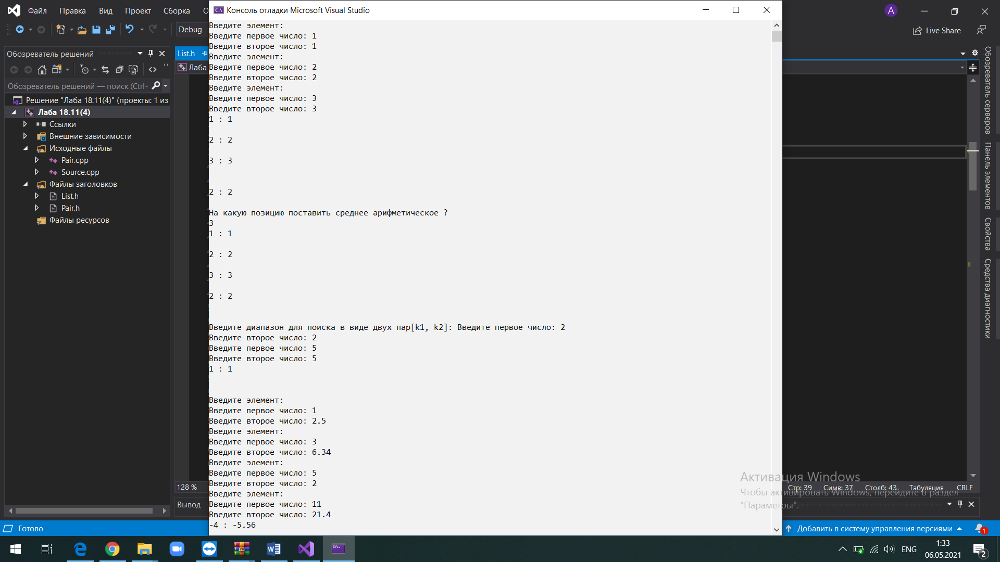 Файл Правка Вид Проект Сборка О
Консоль отладки Microsoft Visual Studio
A
Debug
Live Share
Обозреватель решений
Обозреватель решений — поиск (Ctrl+
Решение "Лаба 18.11(4)" (проекты: 1 из
Лаба 18.11(4)
Ссылки
Внешние зависимости
Исходные файлы
Pair.cpp
Source.cpp
Файлы заголовков
List.h
Pair.h
Файлы ресурсов
List.h
Лаба
128 %
Вывод
Введите элемент:
Введите первое число: 1
Введите второе число: 1
Введите элемент:
Введите первое число: 2
Введите второе число: 2
Введите элемент:
Введите первое число: 3
Введите второе число: 3
1 : 1
2 : 2
3 : 3
2 : 2
На какую позицию поставить среднее арифметическое ?
3
1 : 1
2 : 2
3 : 3
2 : 2
Введите диапазон для поиска в виде двух пар[k1, k2]: Введите первое число: 2
Введите второе число: 2
Введите первое число: 5
Введите второе число: 5
1 : 1
Введите элемент:
Введите первое число: 1
Введите второе число: 2.5
Введите элемент:
Введите первое число: 3
Введите второе число: 6.34
Введите элемент:
Введите первое число: 5
Введите второе число: 2
Введите элемент:
Введите первое число: 11
Введите второе число: 21.4
-4 : -5.56
Обозреватель серверов
Панель элементов
Свойства
Средства диагностики
Активация Windows
Чтобы активировать Windows, перейдите в раздел
"Параметры".
Стр: 39 Симв: 37 Столб: 43 Табуляция CRLF
Готово
Добавить в систему управления версиями
1
ENG
1:33
06.05.2021
2